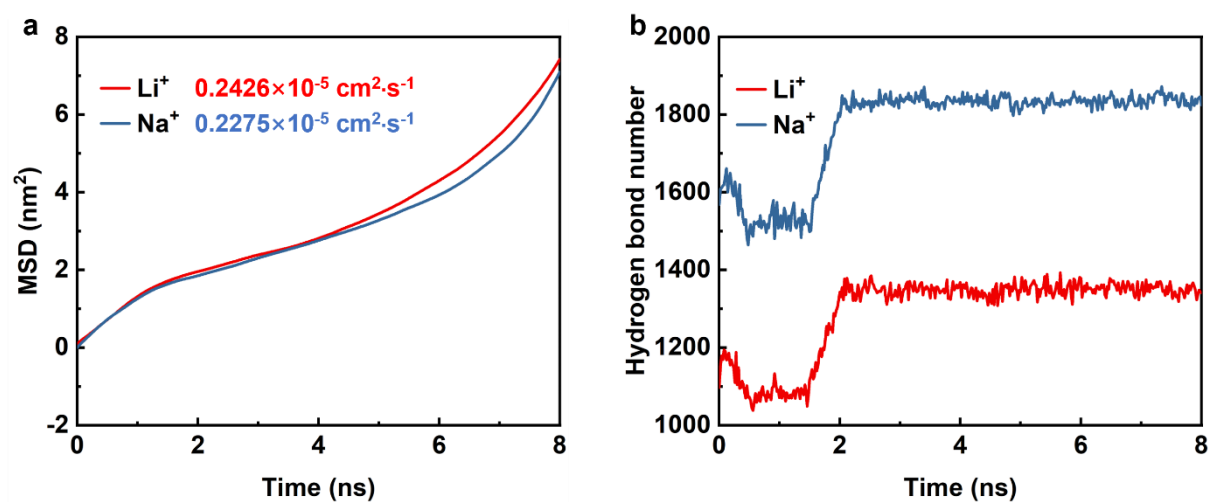 a
8
6
4
2
0
-2
MSD (nm²)
Li⁺ 0.2426×10⁻⁵ cm²·s⁻¹
Na⁺ 0.2275×10⁻⁵ cm²·s⁻¹
0 2 4 6 8
Time (ns)
b
2000
1800
1600
1400
1200
1000
Hydrogen bond number
Li⁺
Na⁺
0 2 4 6 8
Time (ns)